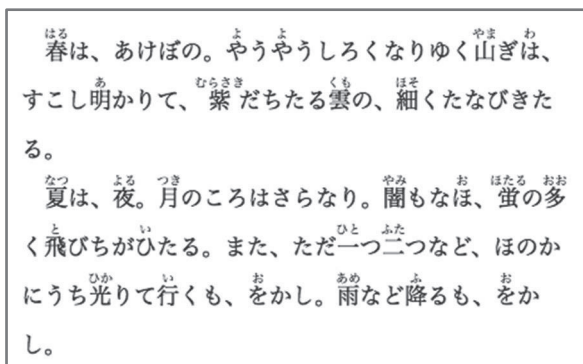 春は、あけぼの。やうやうしろくなりゆく山ぎは、
すこし明かりて、紫だちたる雲の、細くたなびきた
る。
夏は、夜。月のころはさらなり。闇もなほ、蛍の多
く飛びちがひたる。また、ただ一つ二つなど、ほのか
にうち光りて行くも、をかし。雨など降るも、をか
し。